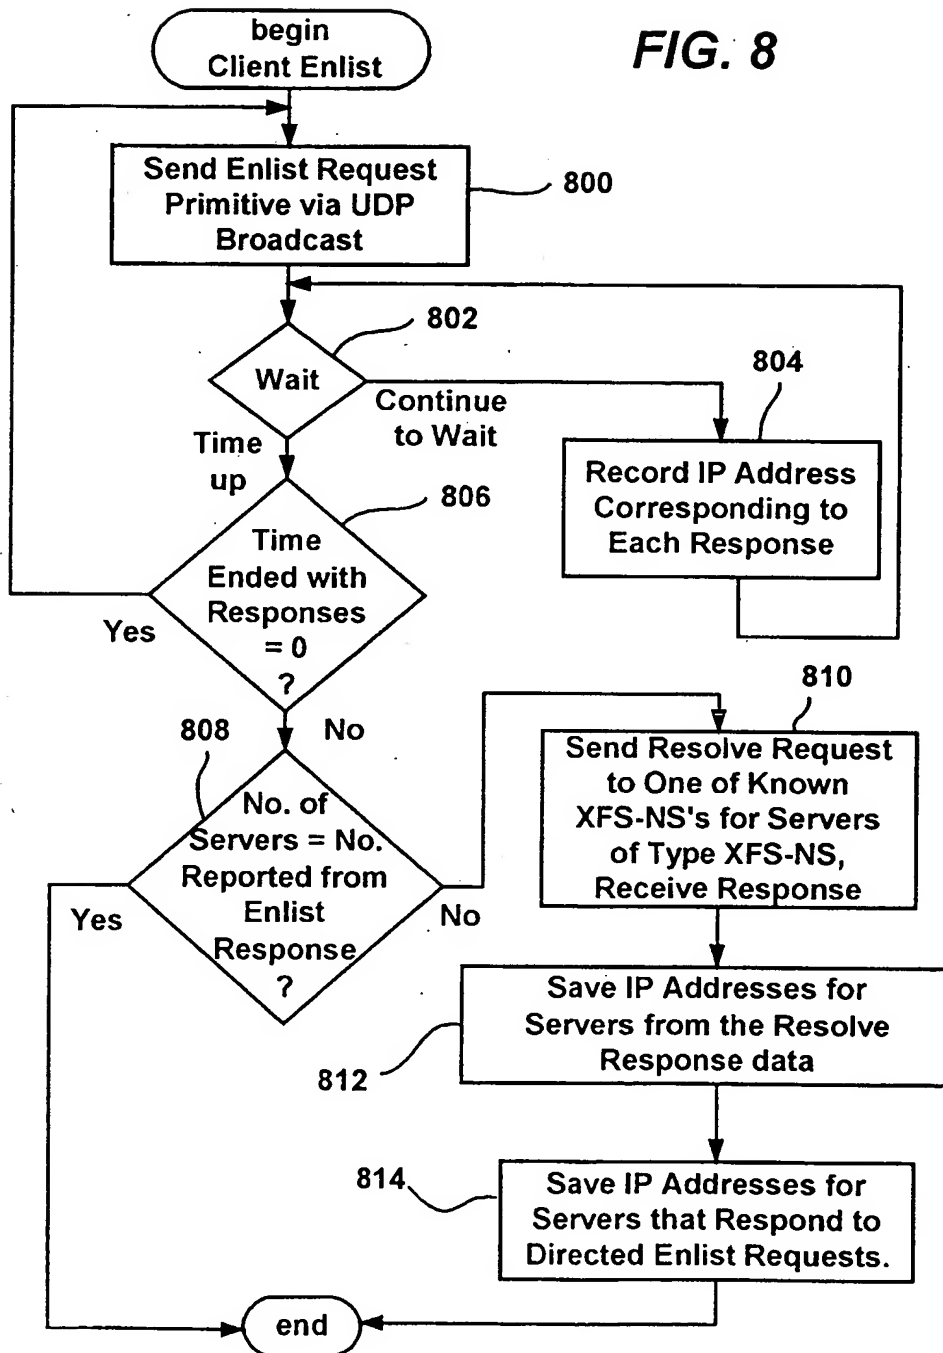 begin
Client Enlist
FIG. 8
Send Enlist Request
Primitive via UDP
Broadcast
800
802
Wait
Continue
to Wait
Time
up
804
Record IP Address
Corresponding to
Each Response
806
Time
Ended with
Responses
= 0
?
Yes
No
808
No. of
Servers = No.
Reported from
Enlist
Response
?
Yes
No
810
Send Resolve Request
to One of Known
XFS-NS's for Servers
of Type XFS-NS,
Receive Response
Save IP Addresses for
Servers from the Resolve
Response data
812
814
Save IP Addresses for
Servers that Respond to
Directed Enlist Requests.
end